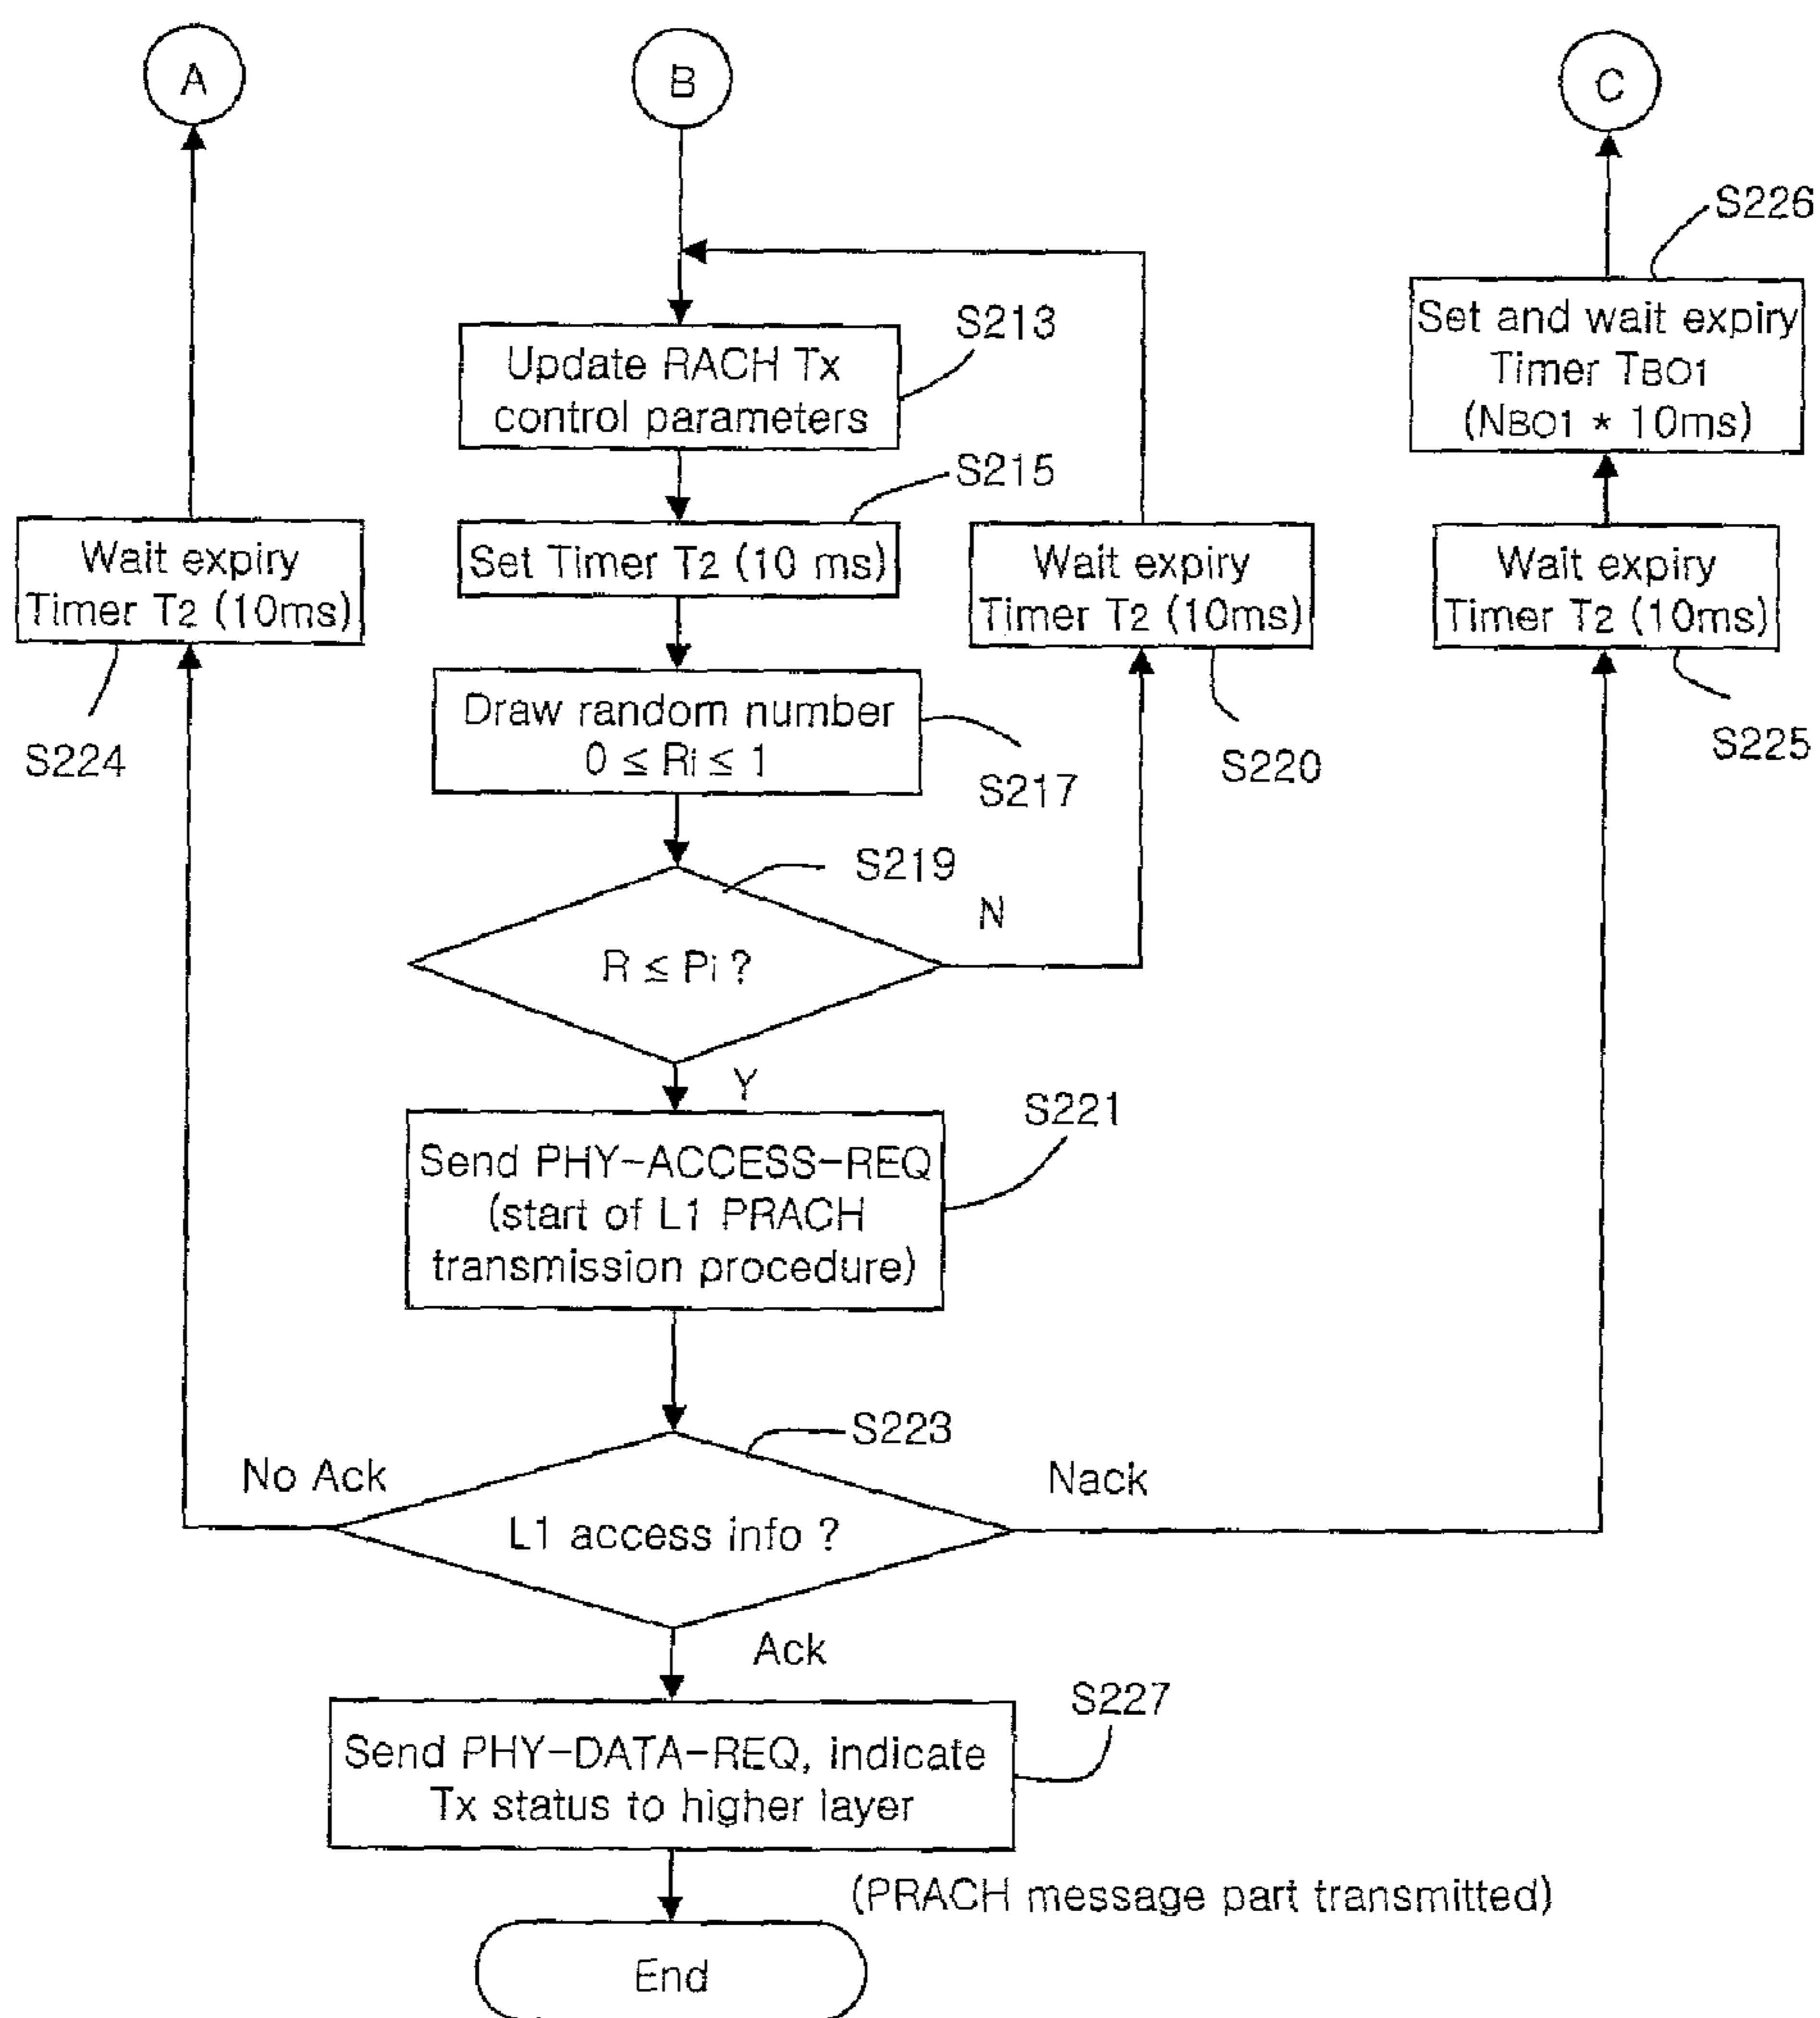 A
B
C
S226
Set and wait expiry
Timer TBO1
(NBO1 * 10ms)
S213
Update RACH Tx
control parameters
S215
Set Timer T2 (10 ms)
Wait expiry
Timer T2 (10ms)
S224
Wait expiry
Timer T2 (10ms)
S220
Wait expiry
Timer T2 (10ms)
S225
Draw random number
0 ≤ Ri ≤ 1
S217
S219
R ≤ Pi ?
N
Y
S221
Send PHY-ACCESS-REQ
(start of L1 PRACH
transmission procedure)
S223
No Ack
Nack
L1 access info ?
Ack
S227
Send PHY-DATA-REQ, indicate
Tx status to higher layer
(PRACH message part transmitted)
End